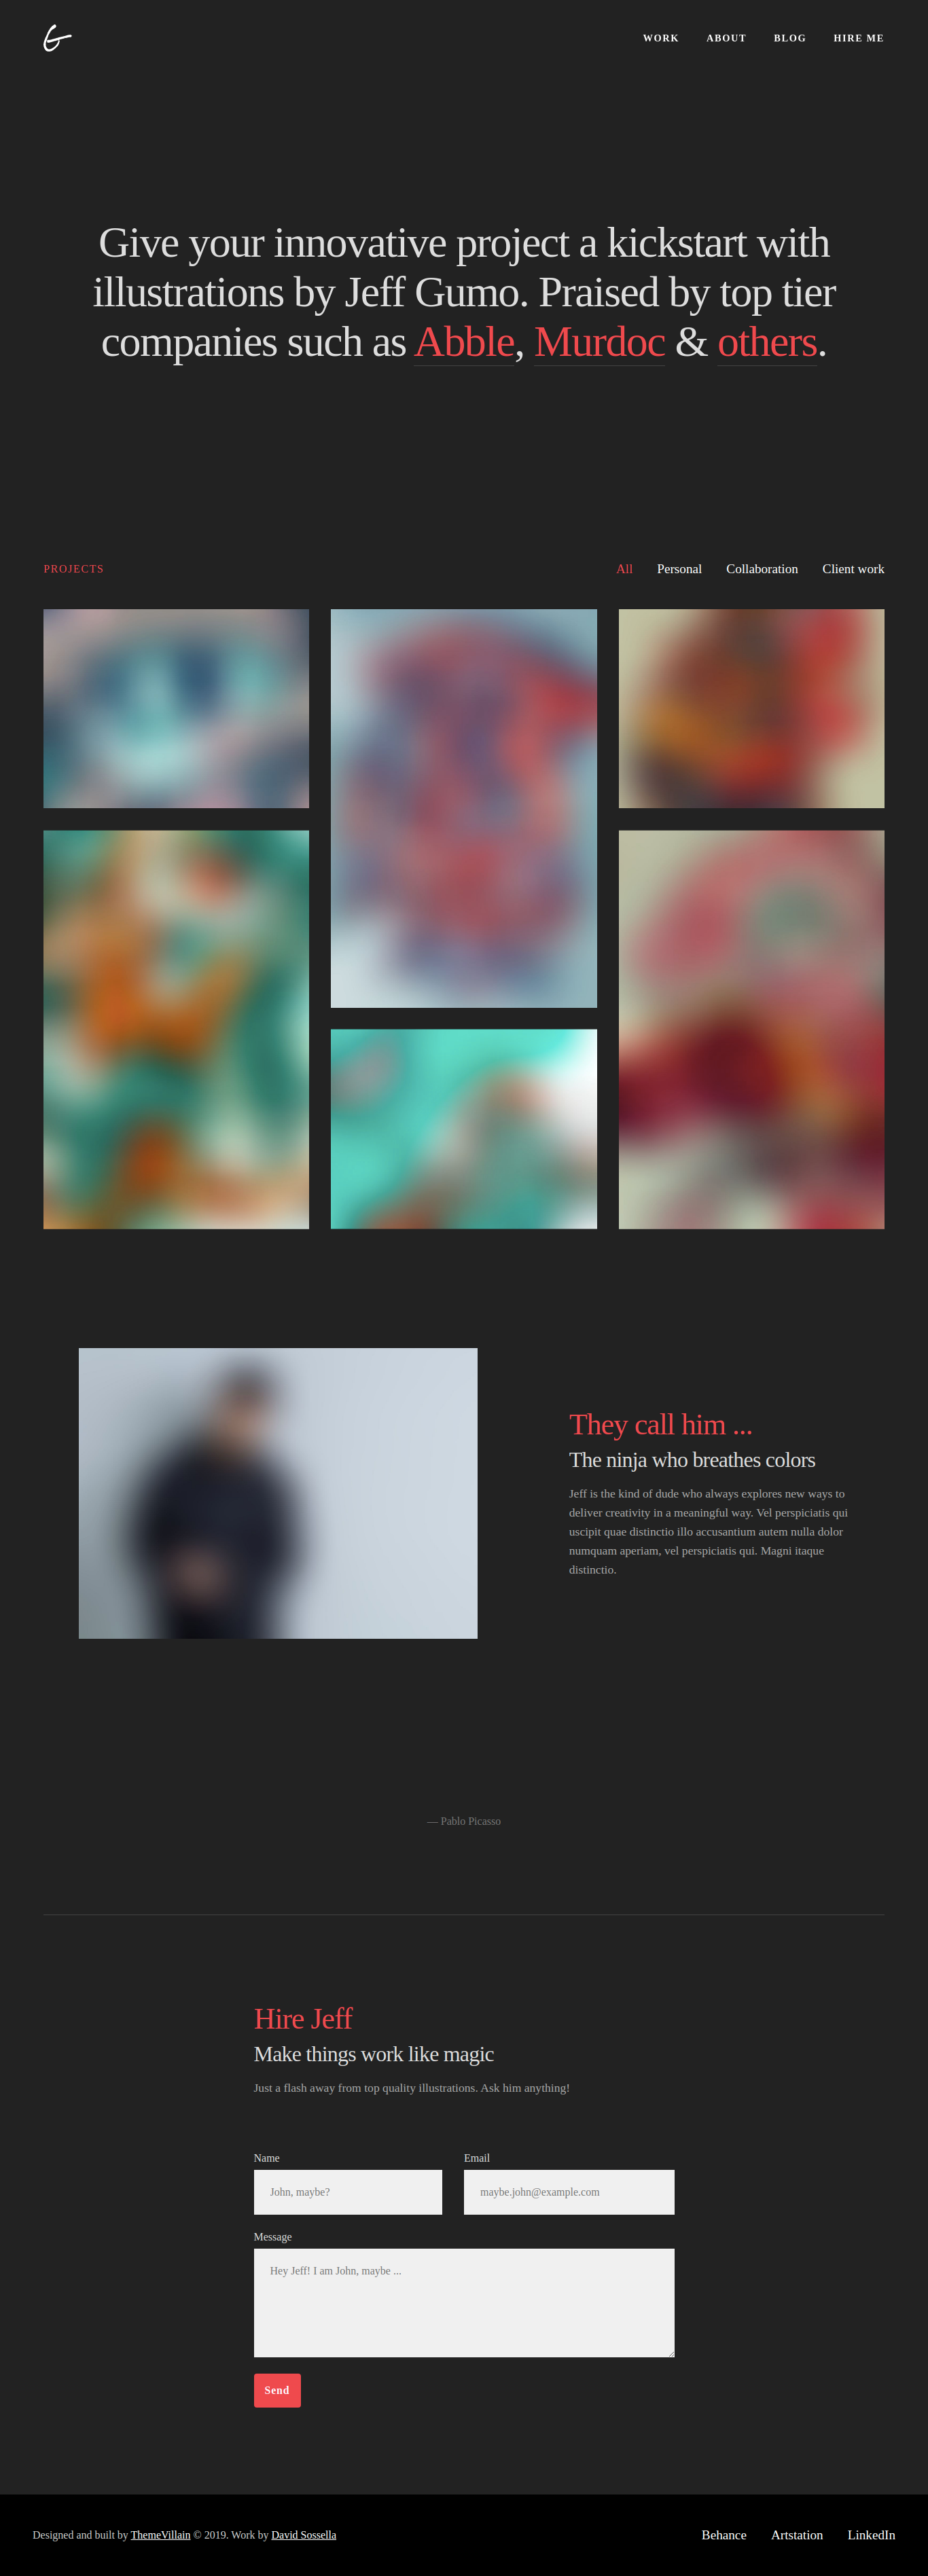 WORK ABOUT BLOG HIRE ME
Give your innovative project a kickstart with
illustrations by Jeff Gumo. Praised by top tier
companies such as Abble, Murdoc & others.
PROJECTS
All Personal Collaboration Client work
They call him ...
The ninja who breathes colors
Jeff is the kind of dude who always explores new ways to
deliver creativity in a meaningful way. Vel perspiciatis qui
uscipit quae distinctio illo accusantium autem nulla dolor
numquam aperiam, vel perspiciatis qui. Magni itaque
distinctio.
— Pablo Picasso
Hire Jeff
Make things work like magic
Just a flash away from top quality illustrations. Ask him anything!
Name Email
John, maybe? maybe.john@example.com
Message
Hey Jeff! I am John, maybe ...
Send
Designed and built by ThemeVillain © 2019. Work by David Sossella
Behance Artstation LinkedIn